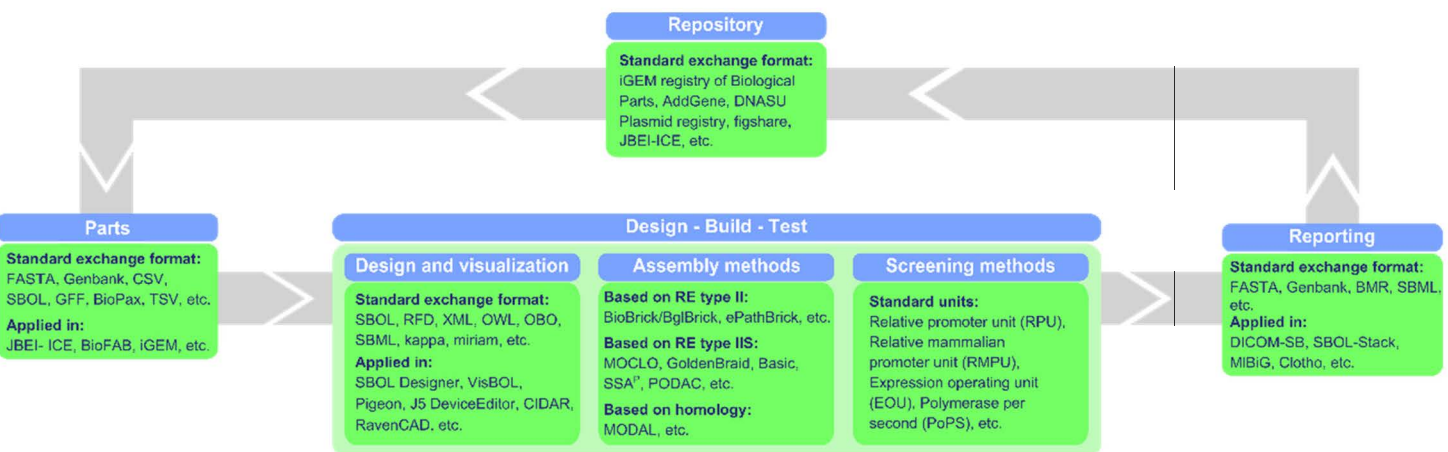 Repository
Standard exchange format:
iGEM registry of Biological
Parts, AddGene, DNASU
Plasmid registry, figshare,
JBEI-ICE, etc.
Parts
Standard exchange format:
FASTA, Genbank, CSV,
SBOL, GFF, BioPax, TSV, etc.
Applied in:
JBEI- ICE, BioFAB, iGEM, etc.
Design - Build - Test
Design and visualization
Standard exchange format:
SBOL, RFD, XML, OWL, OBO,
SBML, kappa, miriam, etc.
Applied in:
SBOL Designer, VisBOL,
Pigeon, J5 DeviceEditor, CIDAR,
RavenCAD, etc.
Assembly methods
Based on RE type II:
BioBrick/BglBrick, ePathBrick, etc.
Based on RE type IIS:
MOCLO, GoldenBraid, Basic,
SSAᴾ, PODAC, etc.
Based on homology:
MODAL, etc.
Screening methods
Standard units:
Relative promoter unit (RPU),
Relative mammalian
promoter unit (RMPU),
Expression operating unit
(EOU), Polymerase per
second (PoPS), etc.
Reporting
Standard exchange format:
FASTA, Genbank, BMR, SBML,
etc.
Applied in:
DICOM-SB, SBOL-Stack,
MIBiG, Clotho, etc.